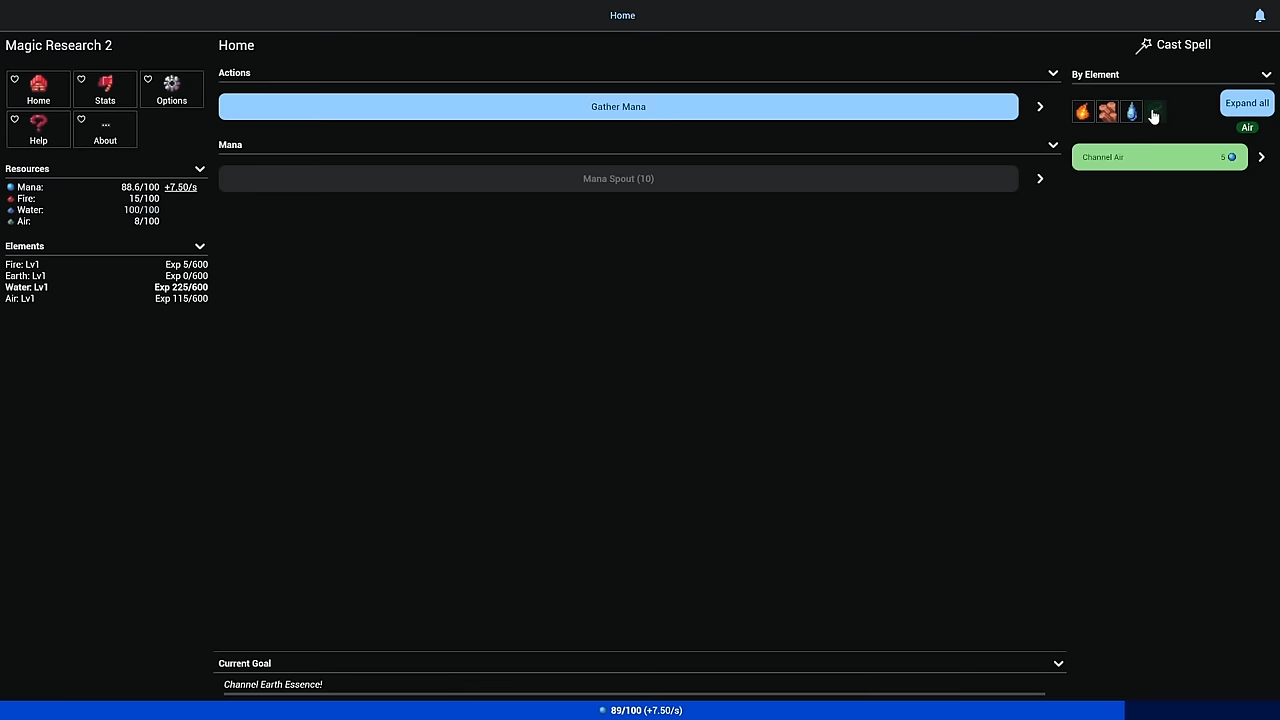 Home
Magic Research 2
Home
Stats
Options
Help
About
Resources
Mana: 88.6/100 +7.50/s
Fire: 15/100
Water: 100/100
Air: 8/100
Elements
Fire: Lv1 Exp 5/600
Earth: Lv1 Exp 0/600
Water: Lv1 Exp 225/600
Air: Lv1 Exp 115/600
Home
Actions
Gather Mana
Mana
Mana Spout (10)
Cast Spell
By Element
Expand all
Air
Channel Air 5
Current Goal
Channel Earth Essence!
89/100 (+7.50/s)